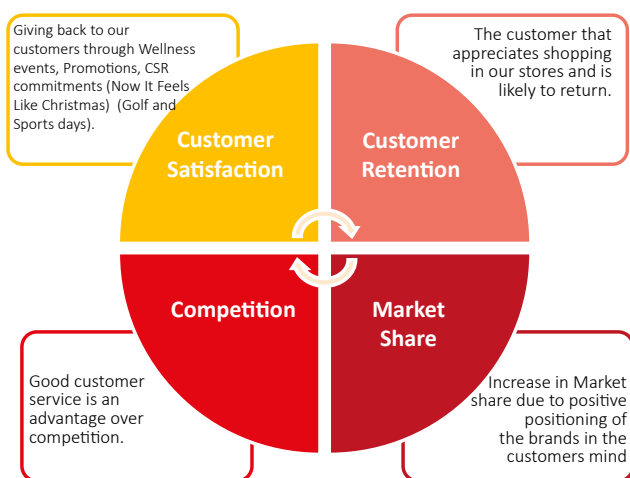 Giving back to our
customers through Wellness
events, Promotions, CSR
commitments (Now It Feels
Like Christmas) (Golf and
Sports days).
Customer
Satisfaction
The customer that
appreciates shopping
in our stores and is
likely to return.
Customer
Retention
Competition
Good customer
service is an
advantage over
competition.
Market
Share
Increase in Market
share due to positive
positioning of
the brands in the
customers mind